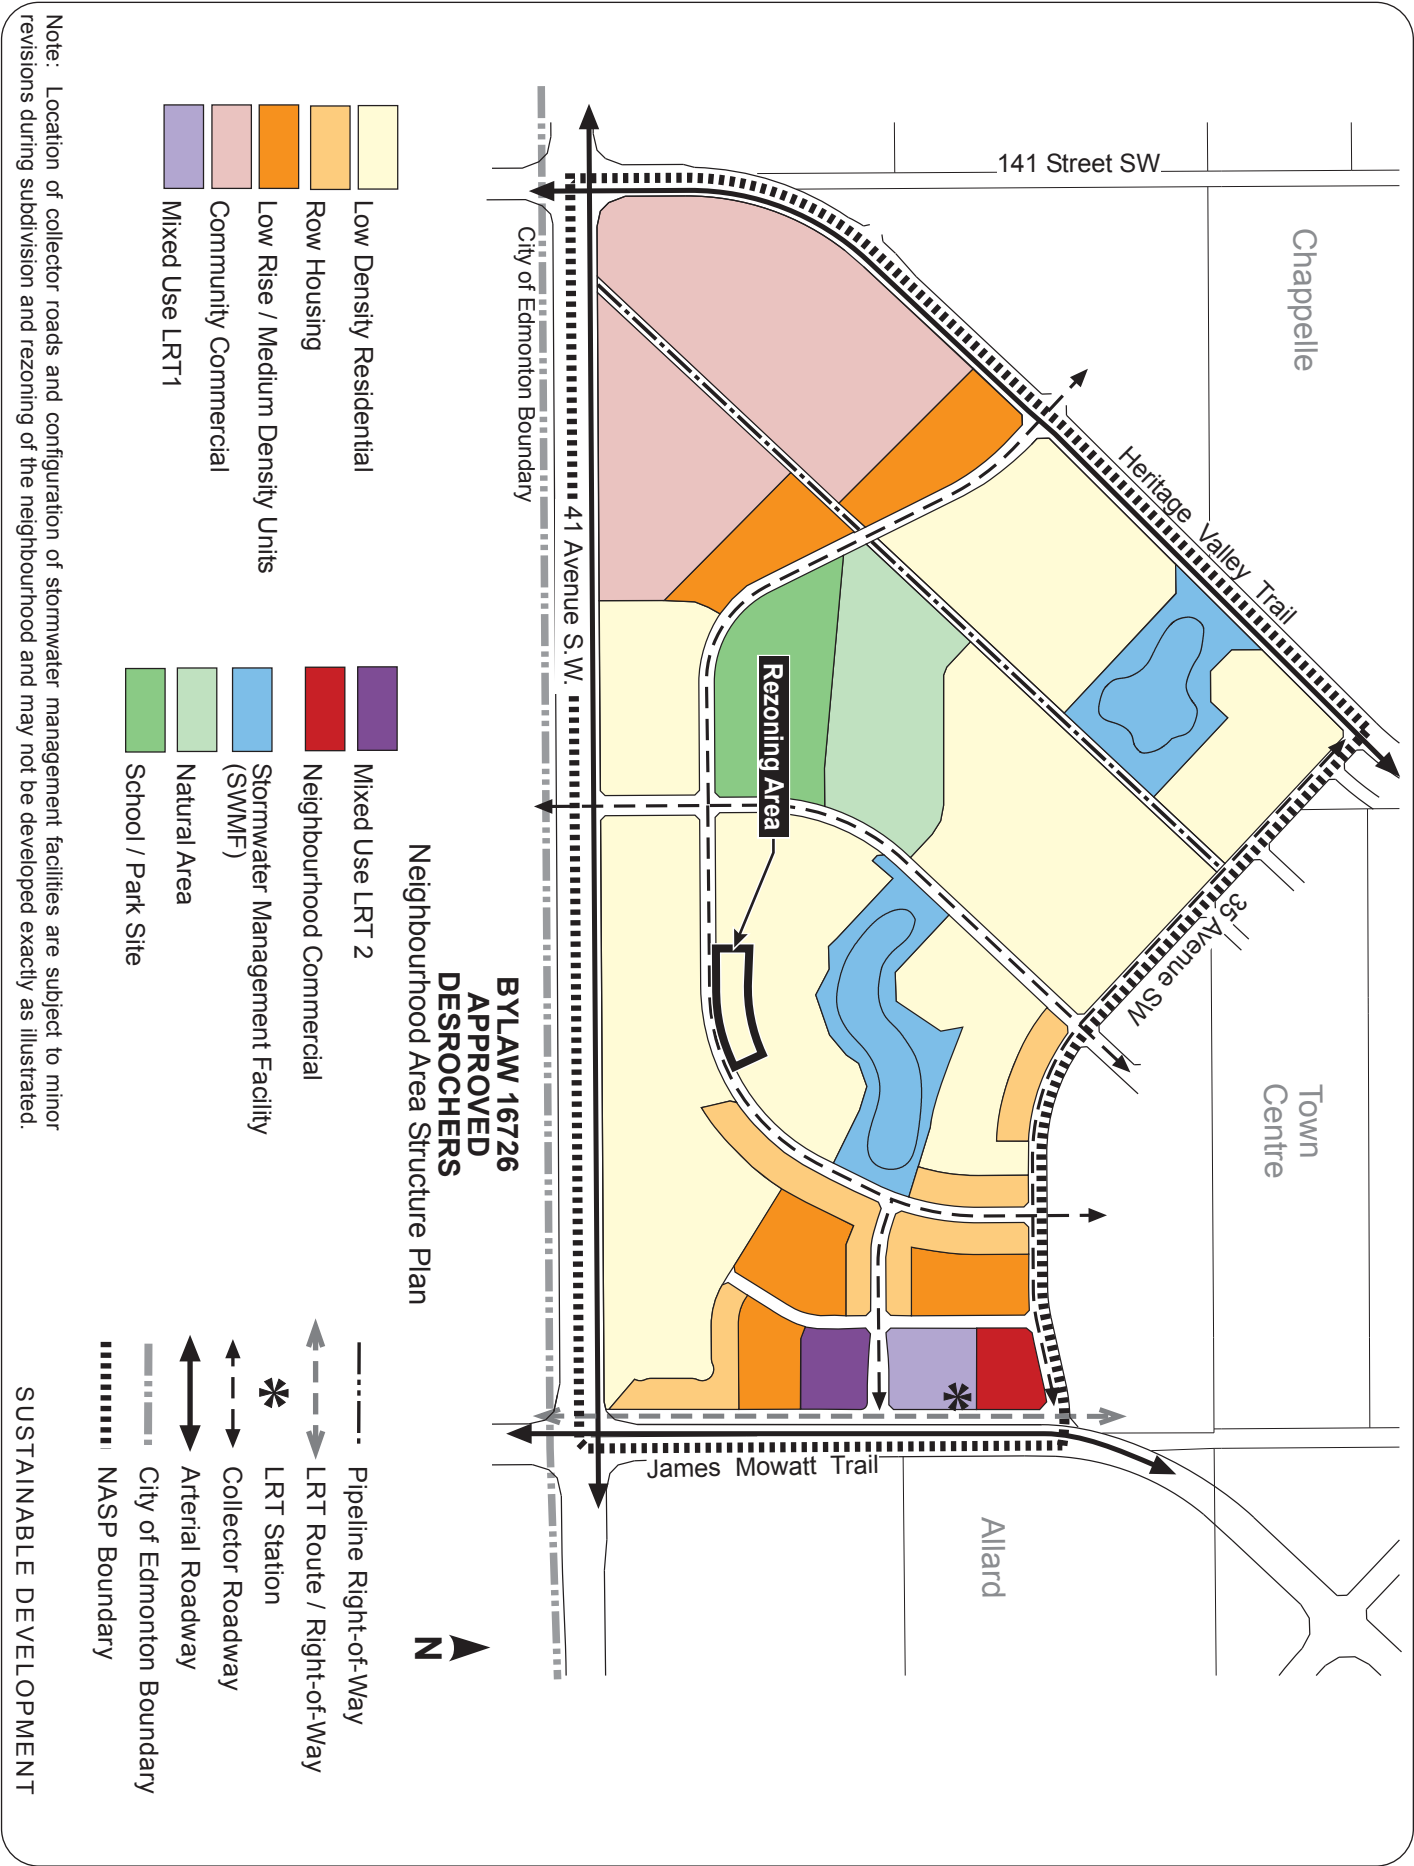 Chappelle
141 Street SW
Heritage Valley Trail
35 Avenue SW
Town
Centre
Rezoning Area
41 Avenue S.W.
City of Edmonton Boundary
James Mowatt Trail
Allard
BYLAW 16726
APPROVED
DESROCHERS
Neighbourhood Area Structure Plan
N
Low Density Residential
Row Housing
Low Rise / Medium Density Units
Community Commercial
Mixed Use LRT1
Mixed Use LRT 2
Neighbourhood Commercial
Stormwater Management Facility
(SWMF)
Natural Area
School / Park Site
Pipeline Right-of-Way
LRT Route / Right-of-Way
LRT Station
Collector Roadway
Arterial Roadway
City of Edmonton Boundary
NASP Boundary
Note: Location of collector roads and configuration of stormwater management facilities are subject to minor
revisions during subdivision and rezoning of the neighbourhood and may not be developed exactly as illustrated.
SUSTAINABLE DEVELOPMENT